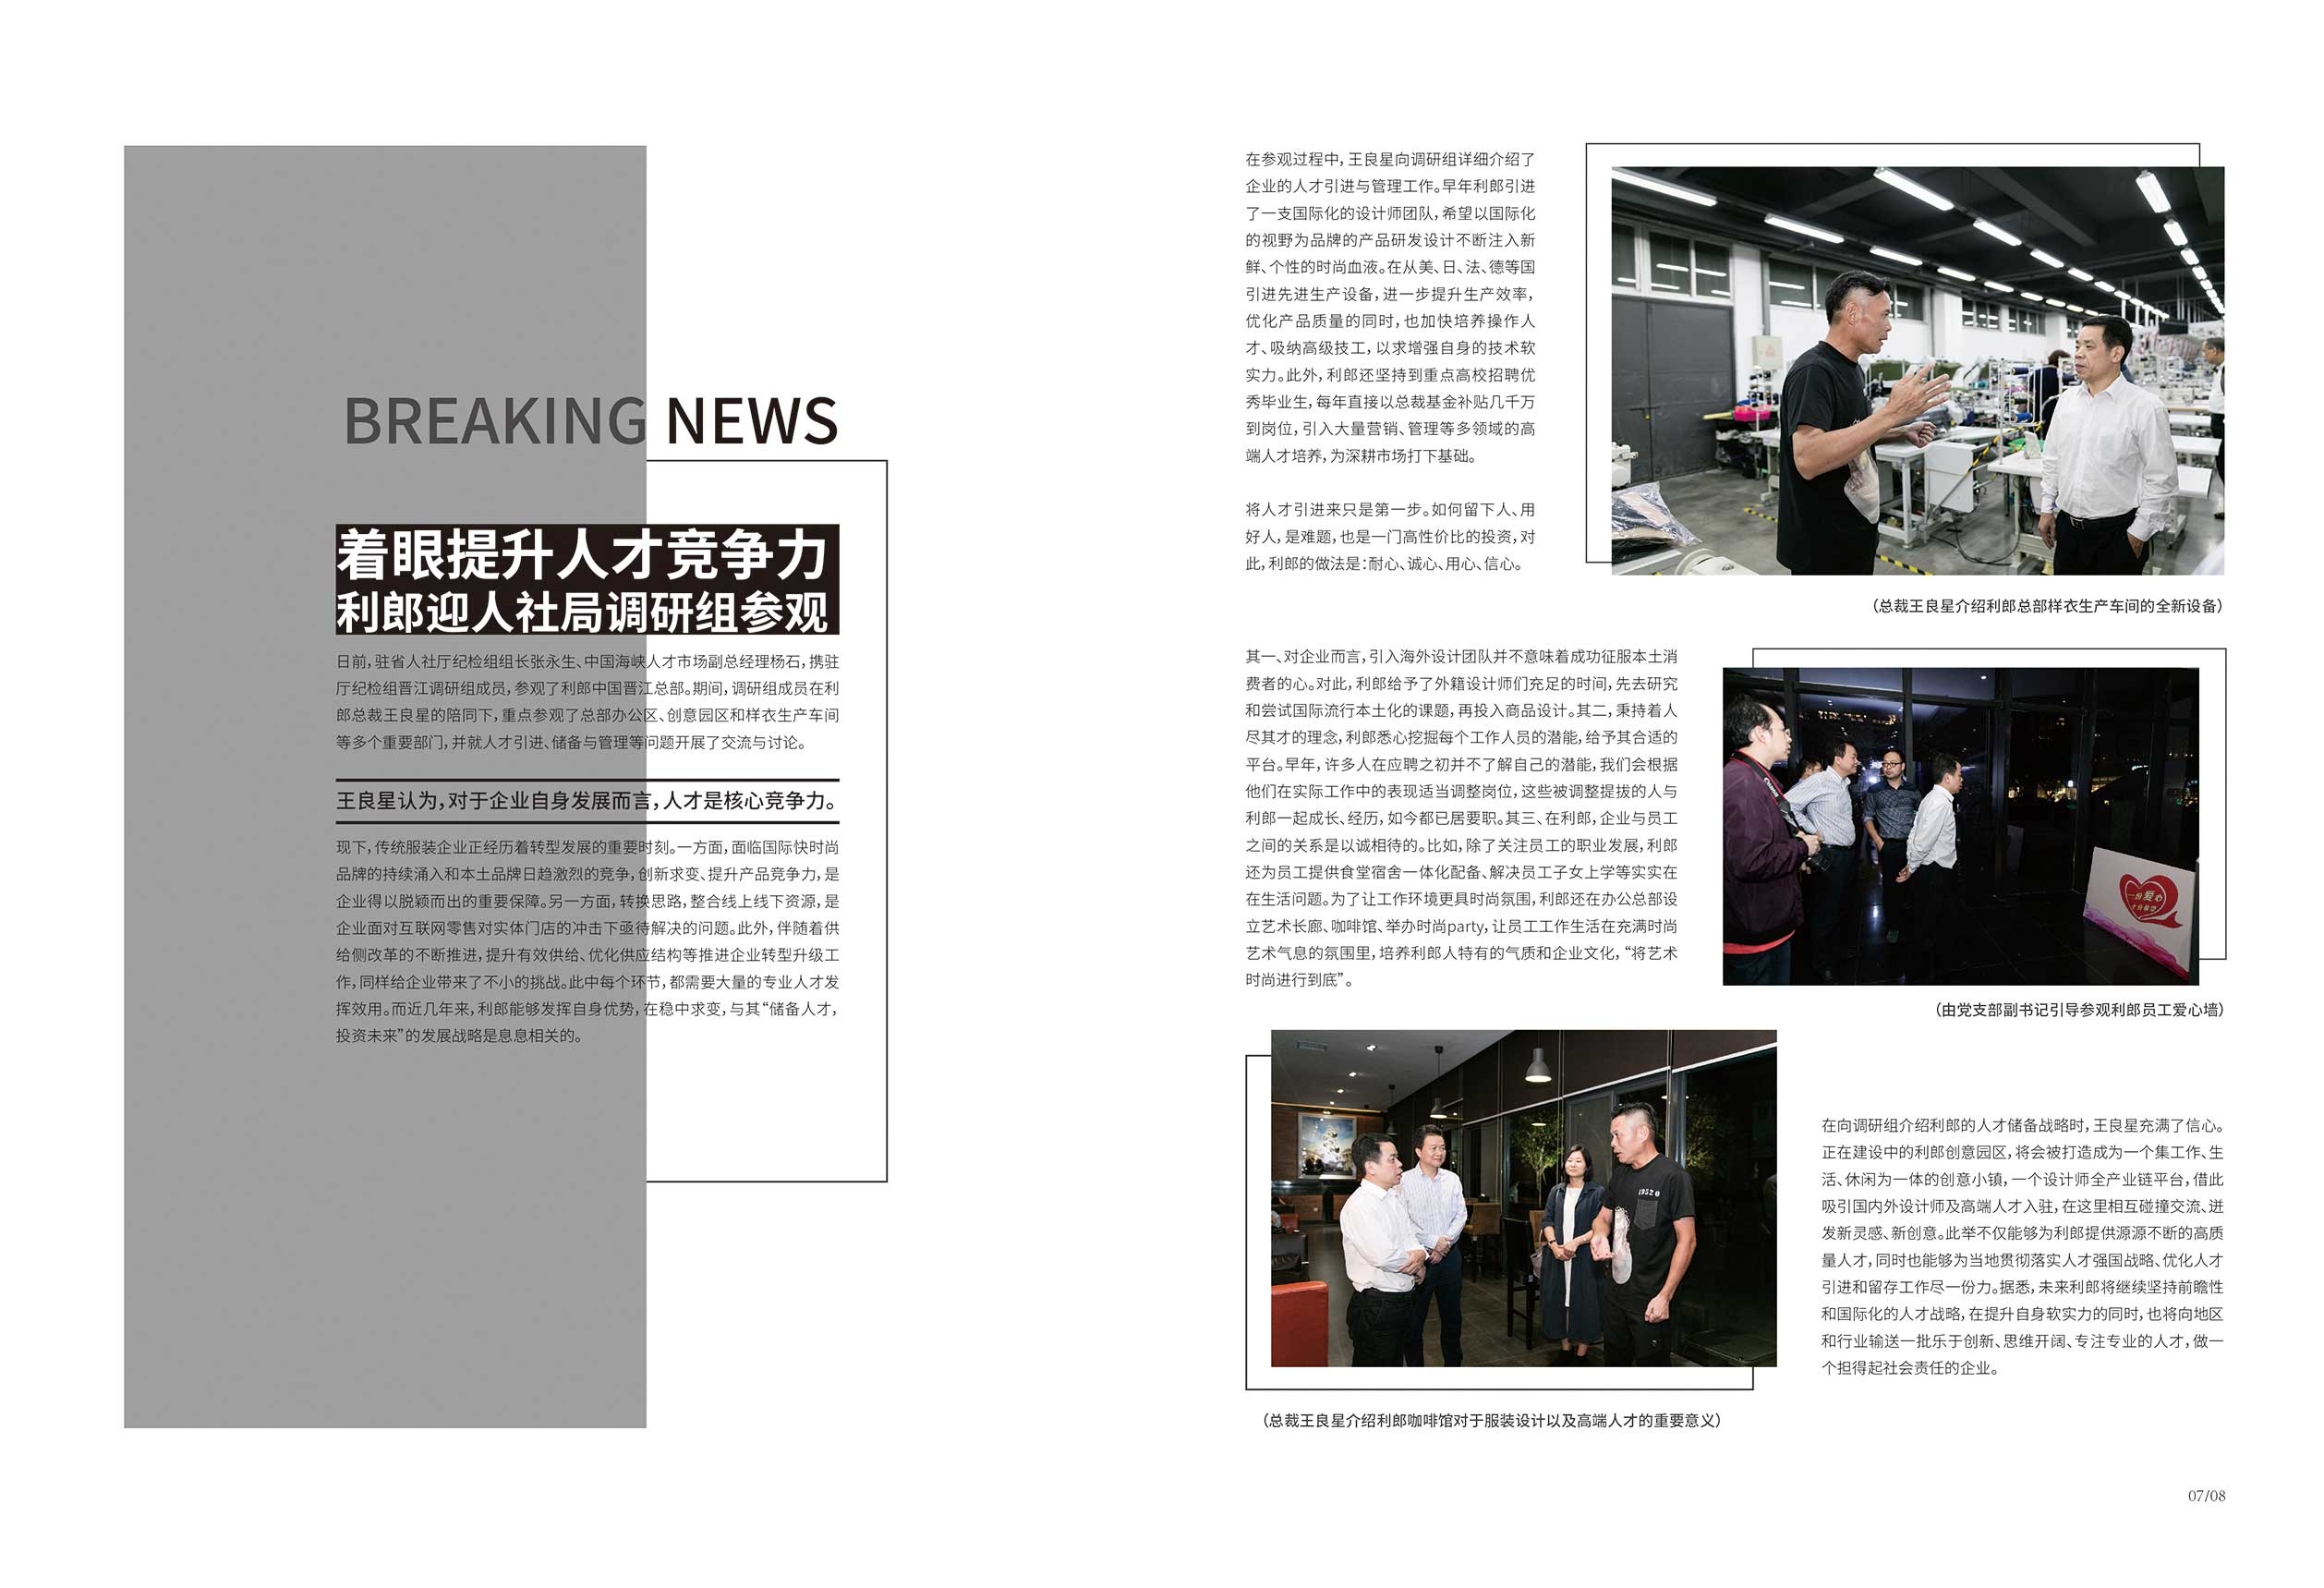 BREAKING NEWS
着眼提升人才竞争力
利郎迎人社局调研组参观
日前，驻省人社厅纪检组组长张永生、中国海峡人才市场副总经理杨石，携驻
厅纪检组晋江调研组成员，参观了利郎中国晋江总部。期间，调研组成员在利
郎总裁王良星的陪同下，重点参观了总部办公区、创意园区和样衣生产车间
等多个重要部门，并就人才引进、储备与管理等问题开展了交流与讨论。
王良星认为，对于企业自身发展而言，人才是核心竞争力。
现下，传统服装企业正经历着转型发展的重要时刻。一方面，面临国际快时尚
品牌的持续涌入和本土品牌日趋激烈的竞争，创新求变、提升产品竞争力，是
企业得以脱颖而出的重要保障。另一方面，转换思路，整合线上线下资源，是
企业面对互联网零售对实体门店的冲击下亟待解决的问题。此外，伴随着供
给侧改革的不断推进，提升有效供给、优化供应结构等推进企业转型升级工
作，同样给企业带来了不小的挑战。此中每个环节，都需要大量的专业人才发
挥效用。而近几年来，利郎能够发挥自身优势，在稳中求变，与其“储备人才，
投资未来”的发展战略是息息相关的。
在参观过程中，王良星向调研组详细介绍了
企业的人才引进与管理工作。早年利郎引进
了一支国际化的设计师团队，希望以国际化
的视野为品牌的产品研发设计不断注入新
鲜、个性的时尚血液。在从美、日、法、德等国
引进先进生产设备，进一步提升生产效率，
优化产品质量的同时，也加快培养操作人
才、吸纳高级技工，以求增强自身的技术软
实力。此外，利郎还坚持到重点高校招聘优
秀毕业生，每年直接以总裁基金补贴几千万
到岗位，引入大量营销、管理等多领域的高
端人才培养，为深耕市场打下基础。
将人才引进来只是第一步。如何留下人、用
好人，是难题，也是一门高性价比的投资，对
此，利郎的做法是：耐心、诚心、用心、信心。
（总裁王良星介绍利郎总部样衣生产车间的全新设备）
其一、对企业而言，引入海外设计团队并不意味着成功征服本土消
费者的心。对此，利郎给予了外籍设计师们充足的时间，先去研究
和尝试国际流行本土化的课题，再投入商品设计。其二，秉持着人
尽其才的理念，利郎悉心挖掘每个工作人员的潜能，给予其合适的
平台。早年，许多人在应聘之初并不了解自己的潜能，我们会根据
他们在实际工作中的表现适当调整岗位，这些被调整提拔的人与
利郎一起成长、经历，如今都已居要职。其三、在利郎，企业与员工
之间的关系是以诚相待的。比如，除了关注员工的职业发展，利郎
还为员工提供食堂宿舍一体化配备、解决员工子女上学等实实在
在生活问题。为了让工作环境更具时尚氛围，利郎还在办公总部设
立艺术长廊、咖啡馆、举办时尚party，让员工工作生活在充满时尚
艺术气息的氛围里，培养利郎人特有的气质和企业文化，“将艺术
时尚进行到底”。
一份爱心
（由党支部副书记引导参观利郎员工爱心墙）
（总裁王良星介绍利郎咖啡馆对于服装设计以及高端人才的重要意义）
在向调研组介绍利郎的人才储备战略时，王良星充满了信心。
正在建设中的利郎创意园区，将会被打造成为一个集工作、生
活、休闲为一体的创意小镇，一个设计师全产业链平台，借此
吸引国内外设计师及高端人才入驻，在这里相互碰撞交流、迸
发新灵感、新创意。此举不仅能够为利郎提供源源不断的高质
量人才，同时也能够为当地贯彻落实人才强国战略、优化人才
引进和留存工作尽一份力。据悉，未来利郎将继续坚持前瞻性
和国际化的人才战略，在提升自身软实力的同时，也将向地区
和行业输送一批乐于创新、思维开阔、专注专业的人才，做一
个担得起社会责任的企业。
07/08